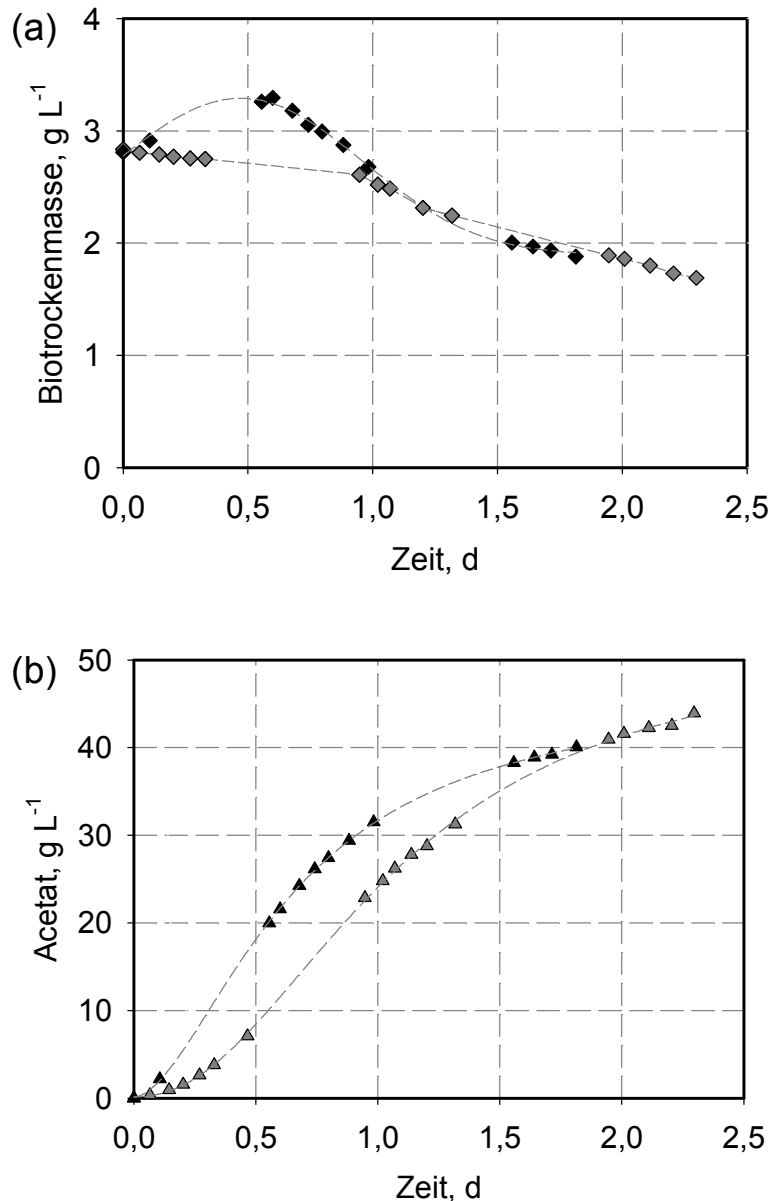 (a)
4
3
2
1
0
Biotrockenmasse, g L⁻¹
0,0 0,5 1,0 1,5 2,0 2,5
Zeit, d
(b)
50
40
30
20
10
0
Acetat, g L⁻¹
0,0 0,5 1,0 1,5 2,0 2,5
Zeit, d